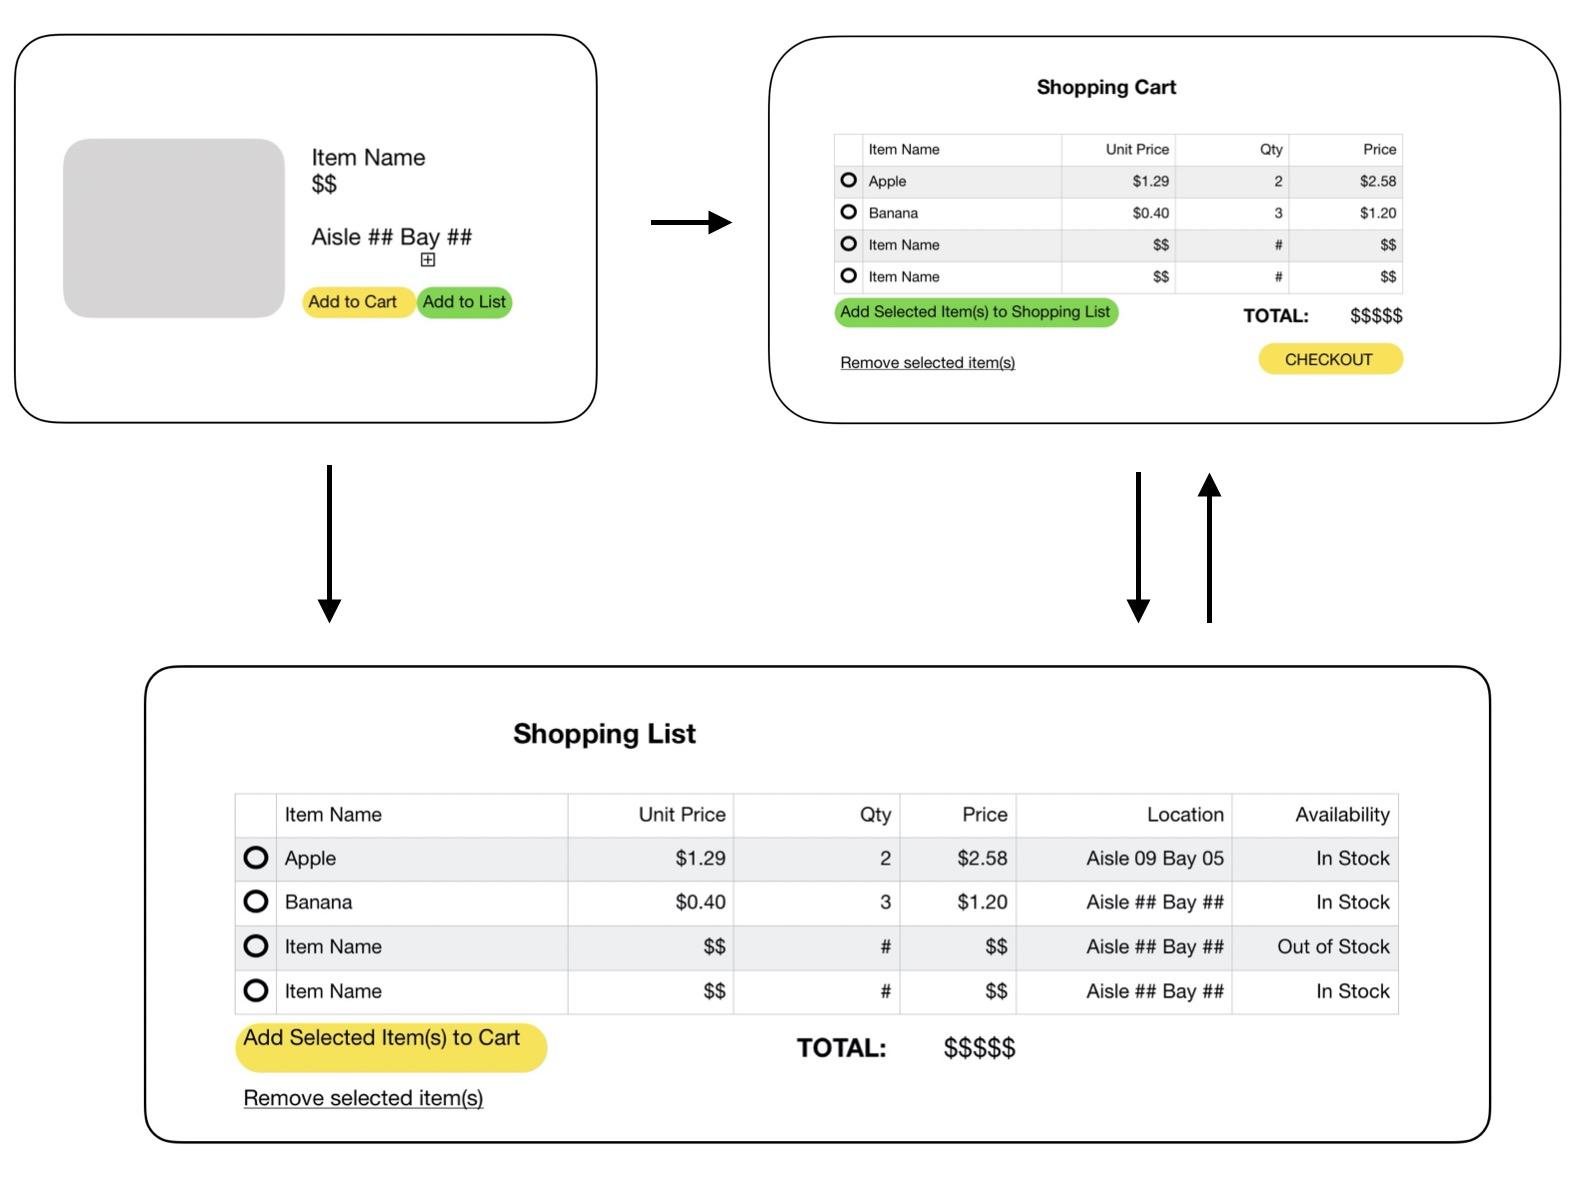 Item Name
$$
Aisle ## Bay ##
Add to Cart Add to List
Shopping Cart
Item Name Unit Price Qty Price
Apple $1.29 2 $2.58
Banana $0.40 3 $1.20
Item Name $$ # $$
Item Name $$ # $$
Add Selected Item(s) to Shopping List TOTAL: $$$$$
Remove selected item(s) CHECKOUT
Shopping List
Item Name Unit Price Qty Price Location Availability
Apple $1.29 2 $2.58 Aisle 09 Bay 05 In Stock
Banana $0.40 3 $1.20 Aisle ## Bay ## In Stock
Item Name $$ # $$ Aisle ## Bay ## Out of Stock
Item Name $$ # $$ Aisle ## Bay ## In Stock
Add Selected Item(s) to Cart TOTAL: $$$$$
Remove selected item(s)